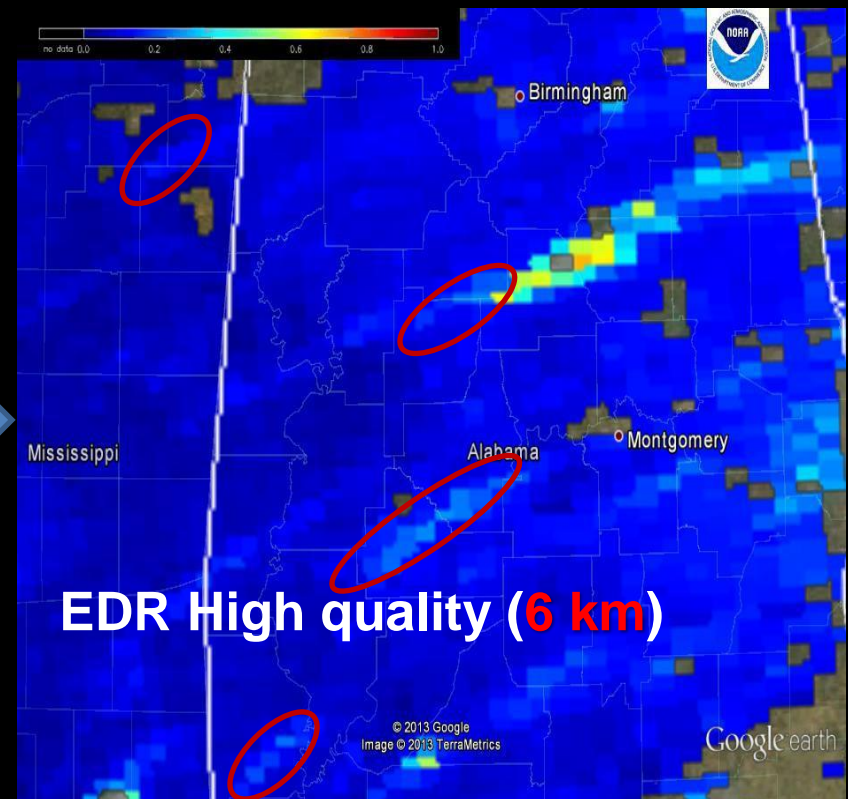 no data 0.0 0.2 0.4 0.6 0.8 1.0
NOAA
Birmingham
Mississippi
Alabama
Montgomery
EDR High quality (6 km)
© 2013 Google
Image © 2013 TerraMetrics
Google earth